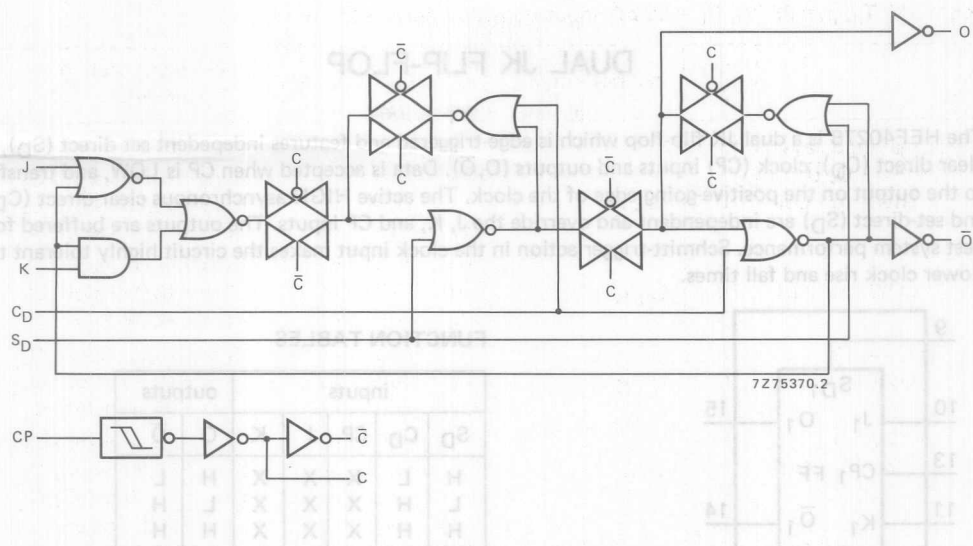 DUAL JK FLIP-FLOP
The HEF4027B is a dual JK flip-flop which is edge-triggered and features independent set direct (SD),
clear direct (CD), clock (CP) inputs and outputs (O,Ō). Data is accepted when CP is LOW, and
to the output on the positive-going edge of the clock. The active HIGH asynchronous clear-direct (CD)
and set-direct (SD) are independent and override the J, K, and CP inputs. The outputs are buffered for
best system performance. Schmitt-trigger action in the clock input makes the circuit highly tolerant to
slower clock rise and fall times.
C̄
C
O
J
C
C
C̄
C̄
K
C̄
C
Ō
CD
SD
7Z75370.2
CP
C̄
C
FUNCTION TABLES
inputs outputs
SD CD CP J K O Ō
H L X X X H L
L H X X X L H
H H X X X H H
9
SD1
10 J1 O1 15
13 CP1 FF
11 K1 Ō1 14